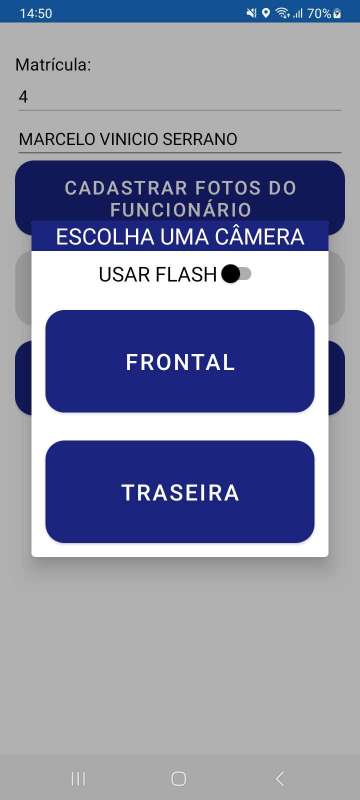 14:50
70%
Matrícula:
4
MARCELO VINICIO SERRANO
CADASTRAR FOTOS DO
FUNCIONÁRIO
ESCOLHA UMA CÂMERA
USAR FLASH
FRONTAL
TRASEIRA